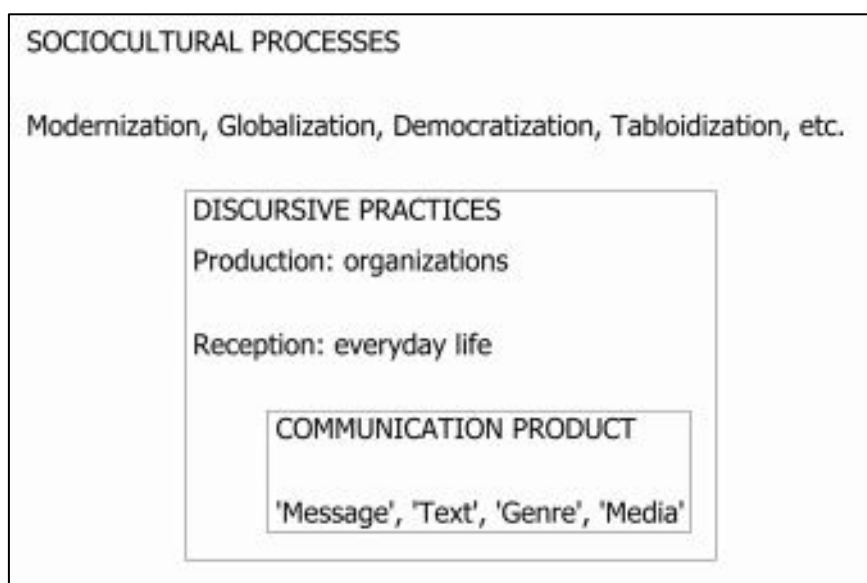 SOCIOCULTURAL PROCESSES
Modernization, Globalization, Democratization, Tabloidization, etc.
DISCURSIVE PRACTICES
Production: organizations
Reception: everyday life
COMMUNICATION PRODUCT
'Message', 'Text', 'Genre', 'Media'